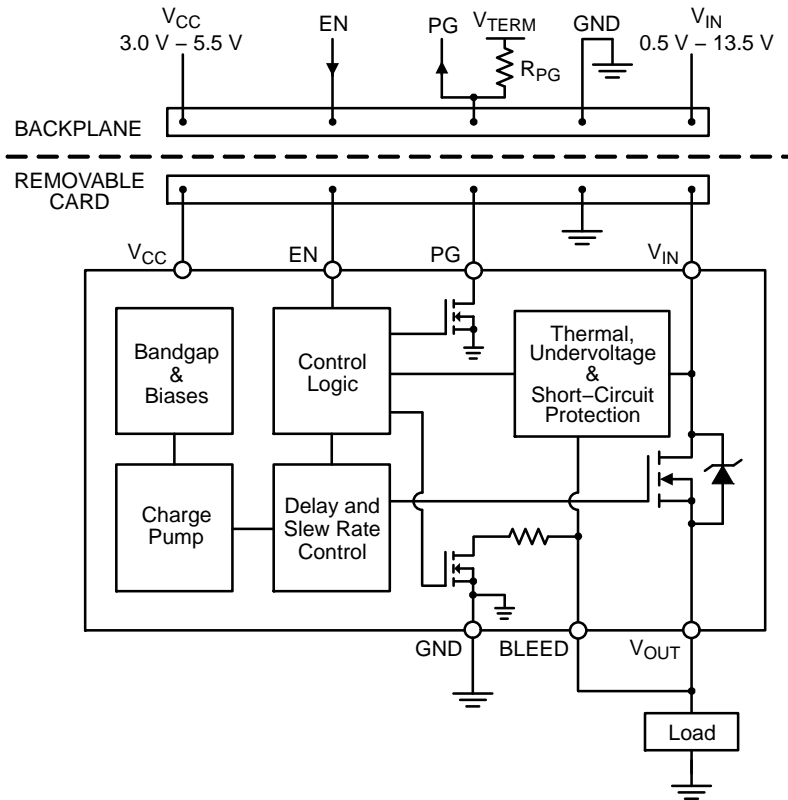 VCC
3.0 V – 5.5 V
EN
PG
VTERM
RPG
GND
VIN
0.5 V – 13.5 V
BACKPLANE
REMOVABLE
CARD
VCC
EN
PG
VIN
Bandgap
&
Biases
Control
Logic
Thermal,
Undervoltage
&
Short–Circuit
Protection
Charge
Pump
Delay and
Slew Rate
Control
GND
BLEED
VOUT
Load